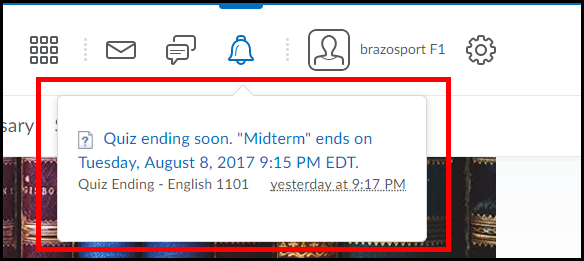 brazosport F1
sary
Quiz ending soon. "Midterm" ends on
Tuesday, August 8, 2017 9:15 PM EDT.
Quiz Ending - English 1101 yesterday at 9:17 PM